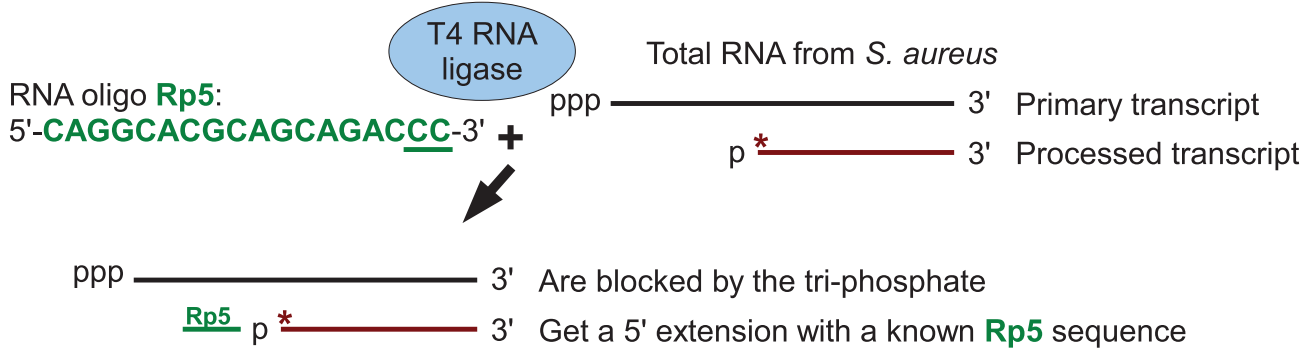 T4 RNA
ligase
Total RNA from S. aureus
RNA oligo Rp5:
5'-CAGGCACGCAGCAGACCC-3' +
ppp 3' Primary transcript
p * 3' Processed transcript
ppp 3' Are blocked by the tri-phosphate
Rp5 p * 3' Get a 5' extension with a known Rp5 sequence